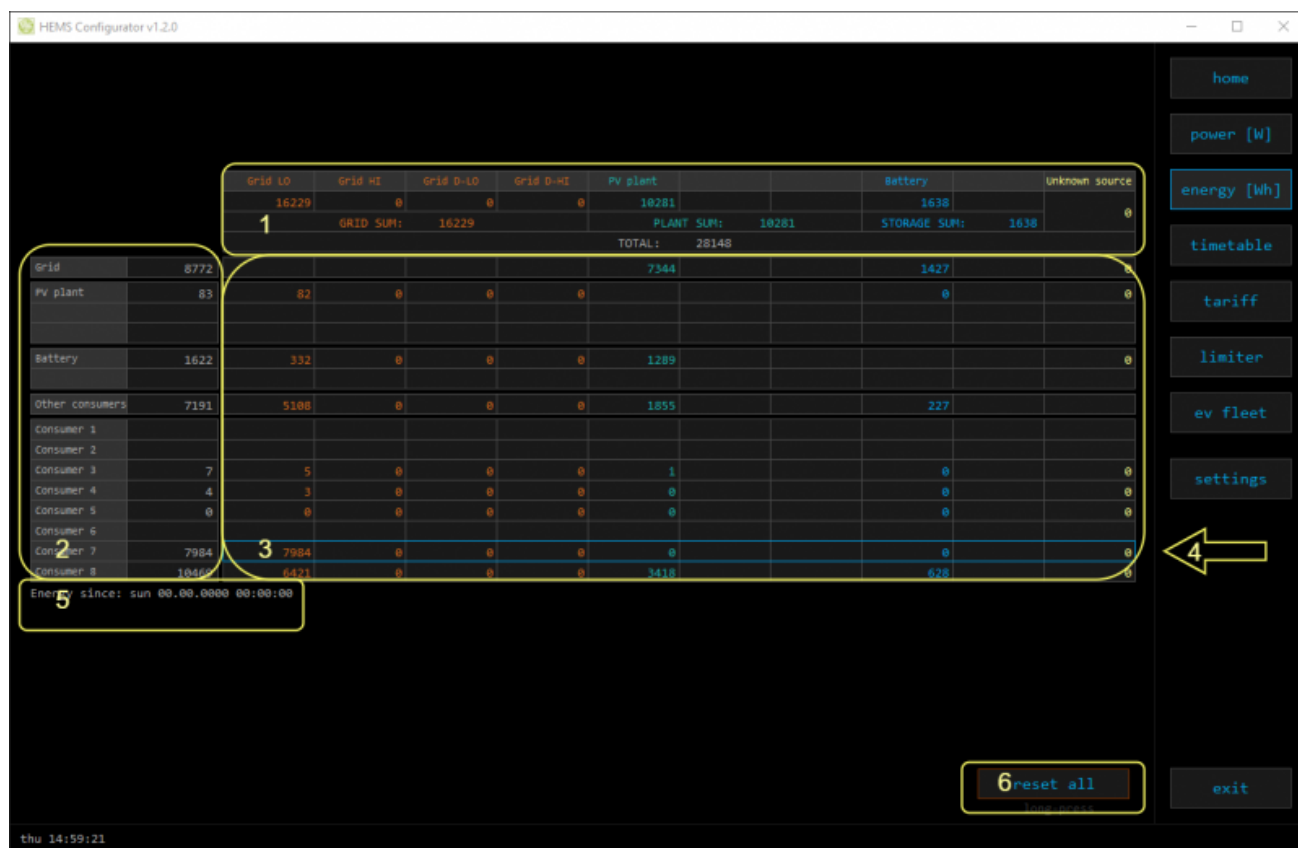 HEMS Configurator v1.2.0
home
power [W]
energy [Wh]
timetable
tariff
limiter
ev fleet
settings
exit
Grid LO Grid HI Grid D-LO Grid D-HI PV plant Battery Unknown source
16229 0 0 0 10281 1638 0
1 GRID SUM: 16229 PLANT SUM: 10281 STORAGE SUM: 1638
TOTAL: 28148
Grid 8772 7344 1427 0
PV plant 83 82 0 0 0 0 0
Battery 1622 332 0 0 0 1289 0
Other consumers 7191 5108 0 0 0 1855 227
Consumer 1
Consumer 2
Consumer 3 7 5 0 0 0 1 0 0
Consumer 4 4 3 0 0 0 0 0 0
Consumer 5 0 0 0 0 0 0 0 0
Consumer 6
Consumer 7 2 7984 3 7984 0 0 0 0 0 0 4
Consumer 8 10468 6421 0 0 0 3418 628 0
Energy since: sun 00.00.0000 00:00:00
5
6 reset all
long-press
thu 14:59:21